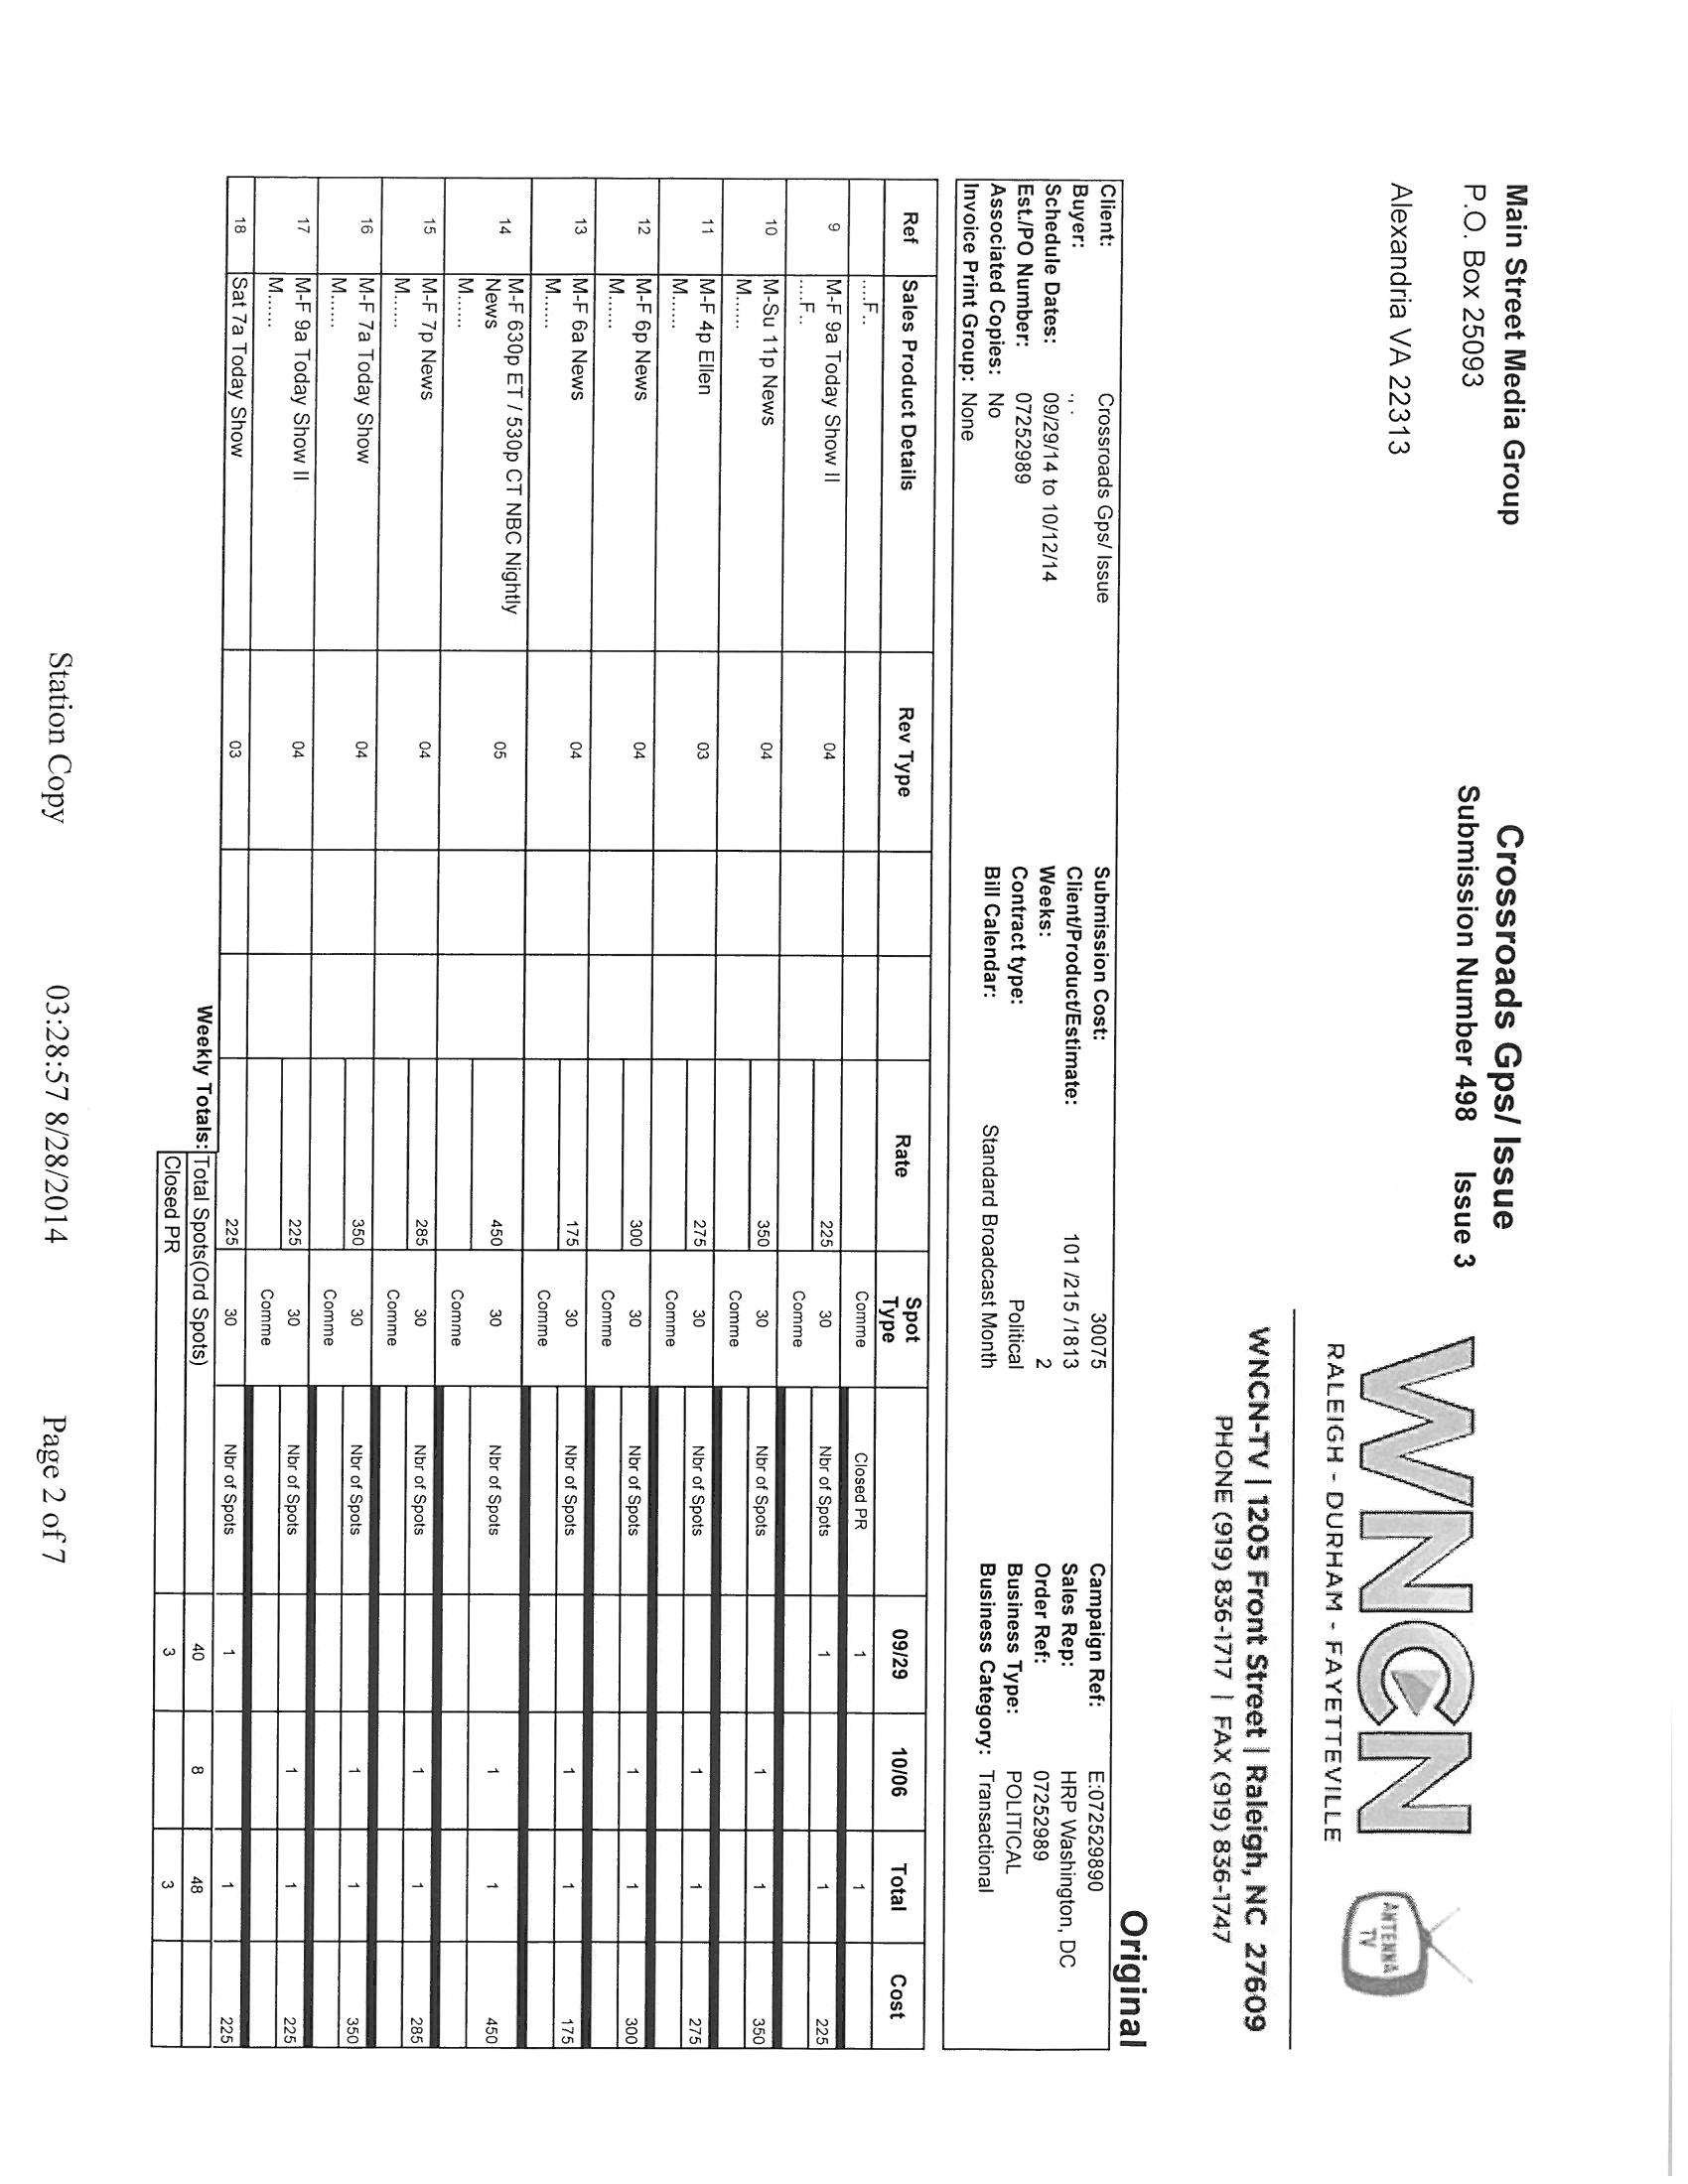 Main Street Media Group
P.O. Box 25093
Alexandria VA 22313
Crossroads Gps/ Issue
Submission Number 498 Issue 3
WNCN
RALEIGH - DURHAM - FAYETTEVILLE
ANTENNA TV
WNCN-TV | 1205 Front Street | Raleigh, NC 27609
PHONE (919) 836-1717 | FAX (919) 836-1747
Original
Client: Crossroads Gps/ Issue Submission Cost: 30075 Campaign Ref: E:072529890
Buyer: , . Client/Product/Estimate: 101 /215 /1813 Sales Rep: HRP Washington, DC
Schedule Dates: 09/29/14 to 10/12/14 Weeks: 2 Order Ref: 07252989
Est./PO Number: 07252989 Contract type: Political Business Type: POLITICAL
Associated Copies: No Bill Calendar: Standard Broadcast Month Business Category: Transactional
Invoice Print Group: None
Ref Sales Product Details Rev Type Rate Spot Type 09/29 10/06 Total Cost
....F.. Comme Closed PR 1 1
9 M-F 9a Today Show II 04 225 30 Nbr of Spots 1 1 225
....F.. Comme
10 M-Su 11p News 04 350 30 Nbr of Spots 1 1 350
M...... Comme
11 M-F 4p Ellen 03 275 30 Nbr of Spots 1 1 275
M...... Comme
12 M-F 6p News 04 300 30 Nbr of Spots 1 1 300
M...... Comme
13 M-F 6a News 04 175 30 Nbr of Spots 1 1 175
M...... Comme
14 M-F 630p ET / 530p CT NBC Nightly 05 450 30 Nbr of Spots 1 1 450
News
M...... Comme
15 M-F 7p News 04 285 30 Nbr of Spots 1 1 285
M...... Comme
16 M-F 7a Today Show 04 350 30 Nbr of Spots 1 1 350
M...... Comme
17 M-F 9a Today Show II 04 225 30 Nbr of Spots 1 1 225
M...... Comme
18 Sat 7a Today Show 03 225 30 Nbr of Spots 1 1 225
Weekly Totals: Total Spots(Ord Spots) 40 8 48
Closed PR 3 3
Station Copy 03:28:57 8/28/2014 Page 2 of 7